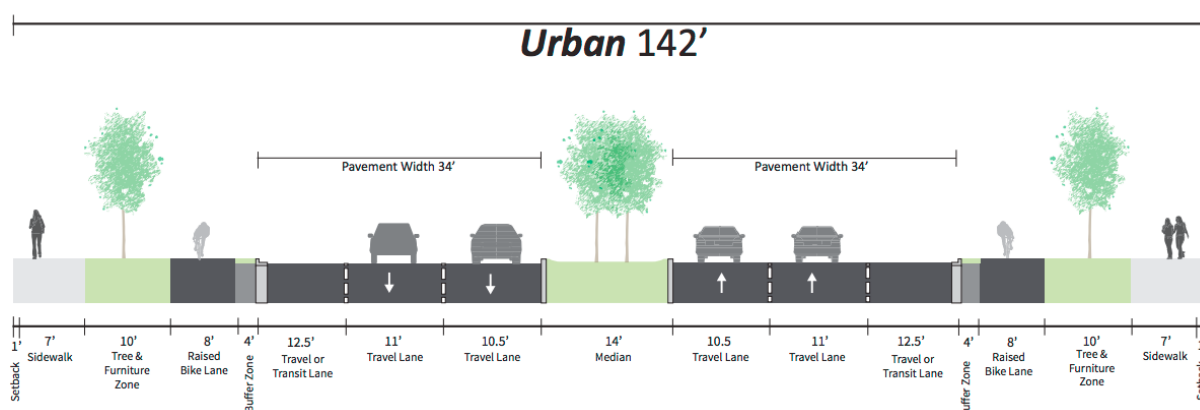 Urban 142’
Pavement Width 34’
Pavement Width 34’
1’
Setback
7’
Sidewalk
10’
Tree &
Furniture
Zone
8’
Raised
Bike Lane
4’
Buffer Zone
12.5’
Travel or
Transit Lane
11’
Travel Lane
10.5’
Travel Lane
14’
Median
10.5
Travel Lane
11’
Travel Lane
12.5’
Travel or
Transit Lane
4’
Buffer Zone
8’
Raised
Bike Lane
10’
Tree &
Furniture
Zone
7’
Sidewalk